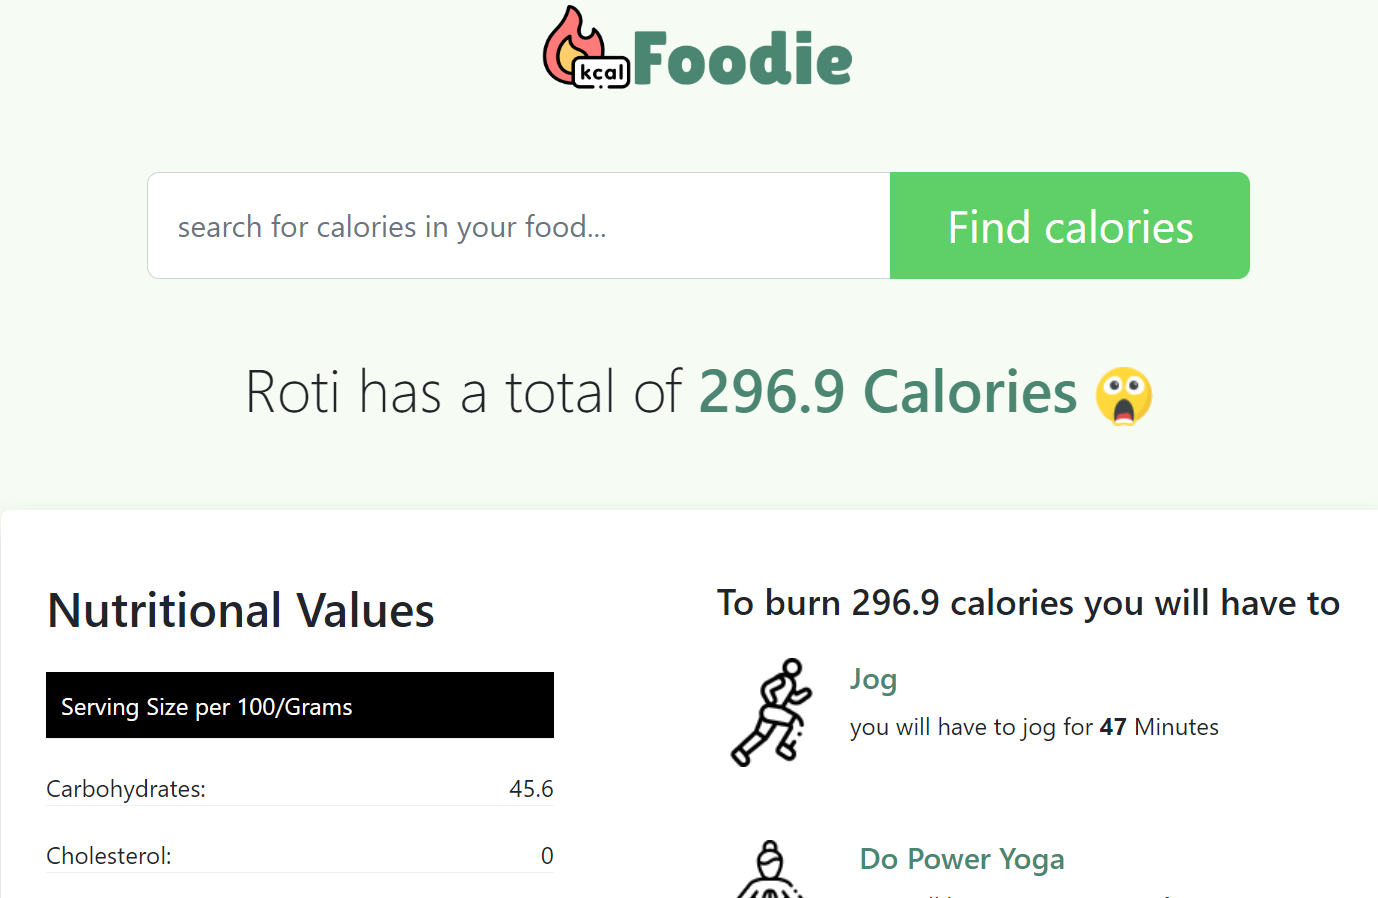 kcal Foodie
search for calories in your food...
Find calories
Roti has a total of 296.9 Calories
Nutritional Values
Serving Size per 100/Grams
Carbohydrates: 45.6
Cholesterol: 0
To burn 296.9 calories you will have to
Jog
you will have to jog for 47 Minutes
Do Power Yoga